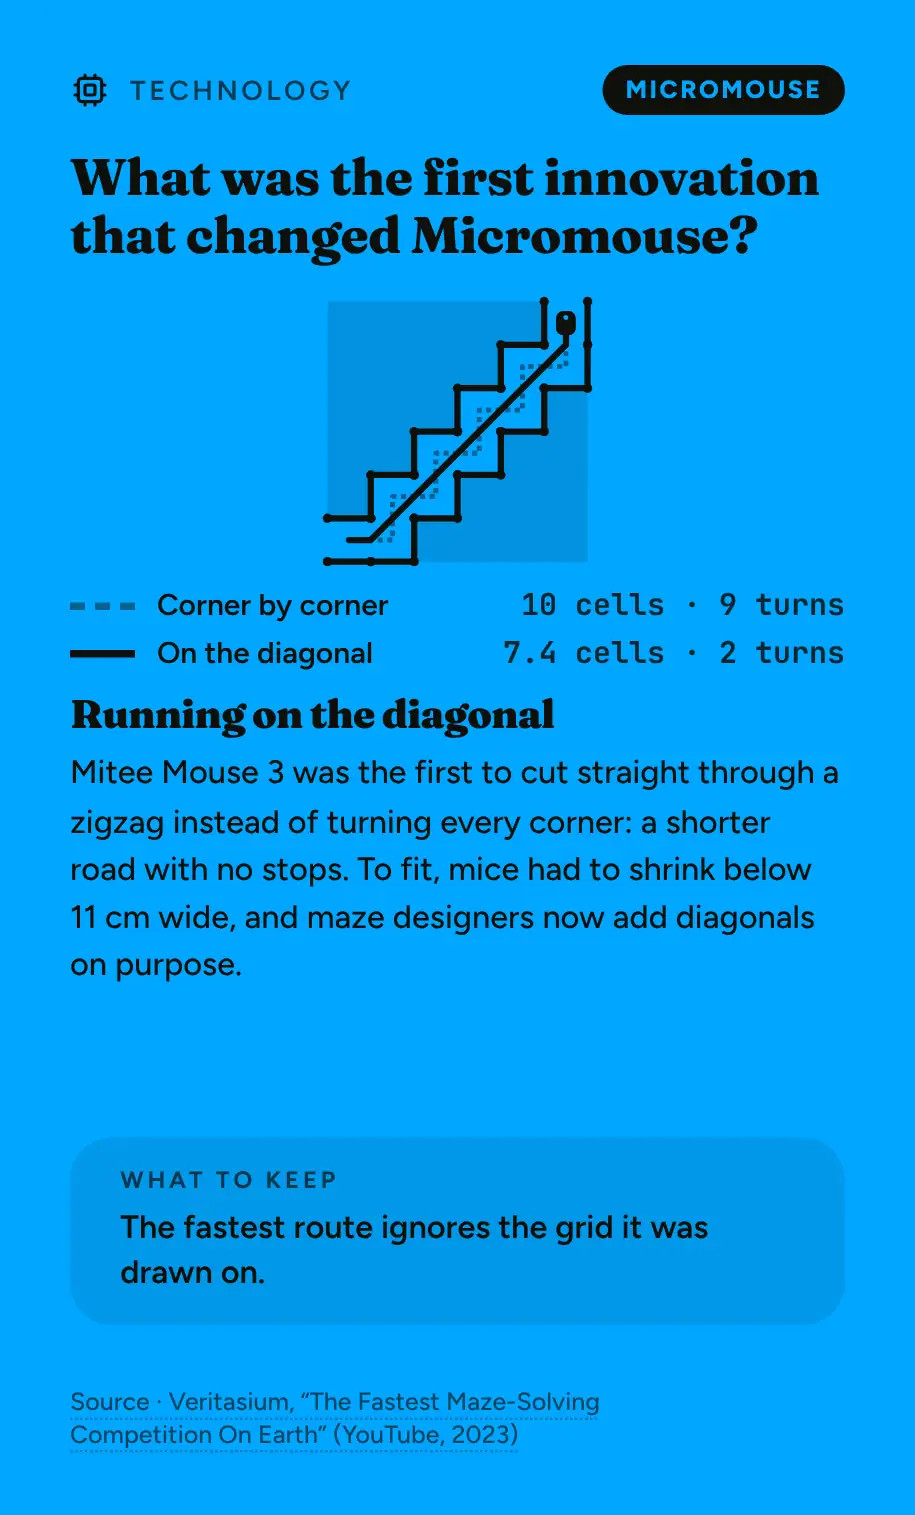 TECHNOLOGY
MICROMOUSE
What was the first innovation
that changed Micromouse?
Corner by corner 10 cells · 9 turns
On the diagonal 7.4 cells · 2 turns
Running on the diagonal
Mitee Mouse 3 was the first to cut straight through a
zigzag instead of turning every corner: a shorter
road with no stops. To fit, mice had to shrink below
11 cm wide, and maze designers now add diagonals
on purpose.
WHAT TO KEEP
The fastest route ignores the grid it was
drawn on.
Source · Veritasium, “The Fastest Maze-Solving
Competition On Earth” (YouTube, 2023)